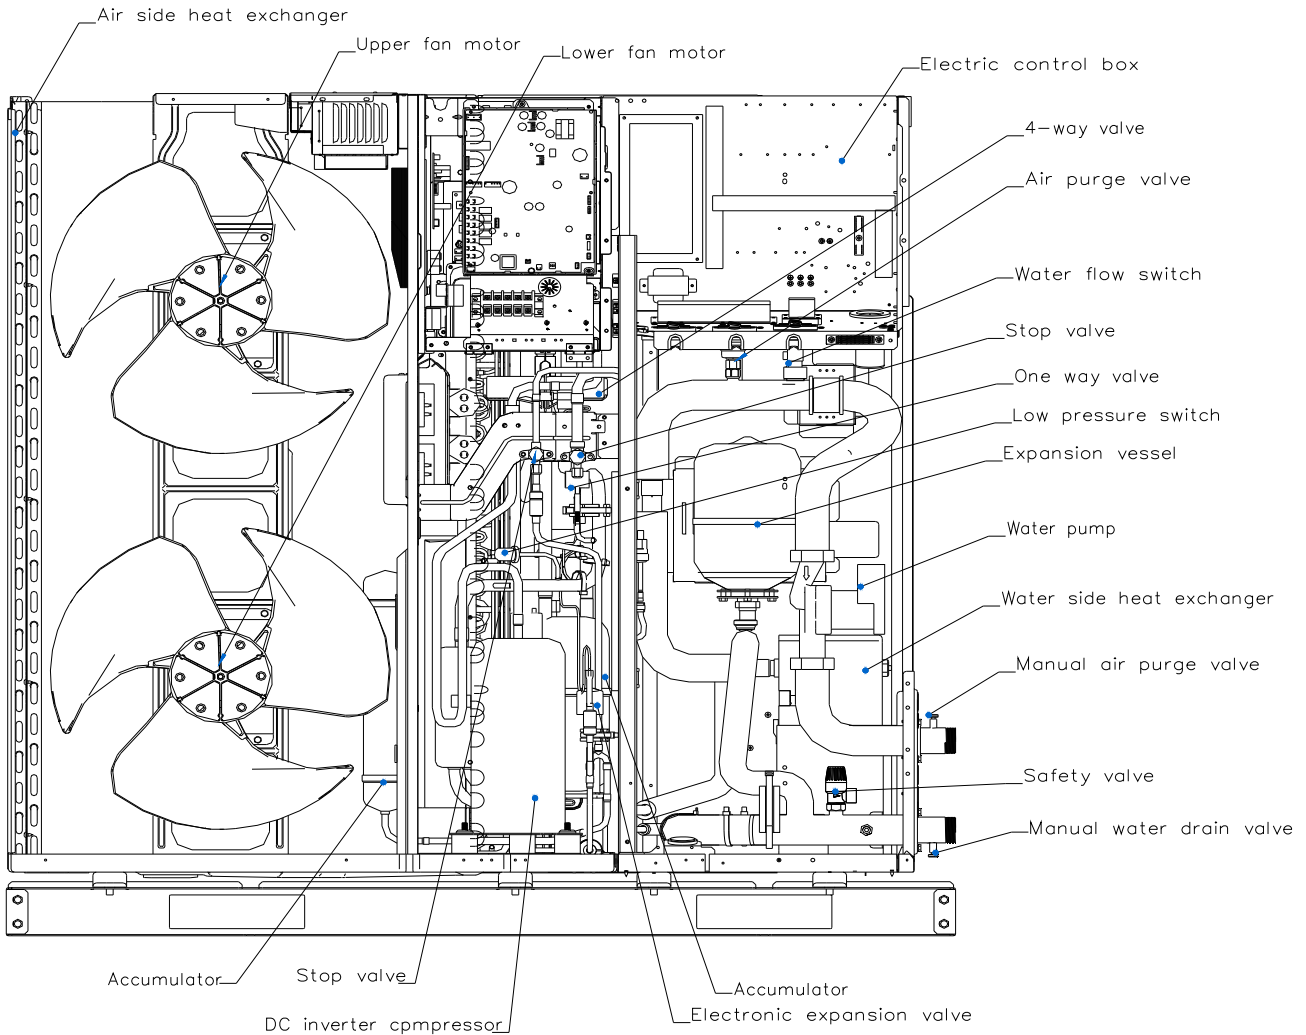 Air side heat exchanger
Upper fan motor
Lower fan motor
Electric control box
4-way valve
Air purge valve
Water flow switch
Stop valve
One way valve
Low pressure switch
Expansion vessel
Water pump
Water side heat exchanger
Manual air purge valve
Safety valve
Manual water drain valve
Accumulator
Stop valve
Accumulator
DC inverter cpmpressor
Electronic expansion valve